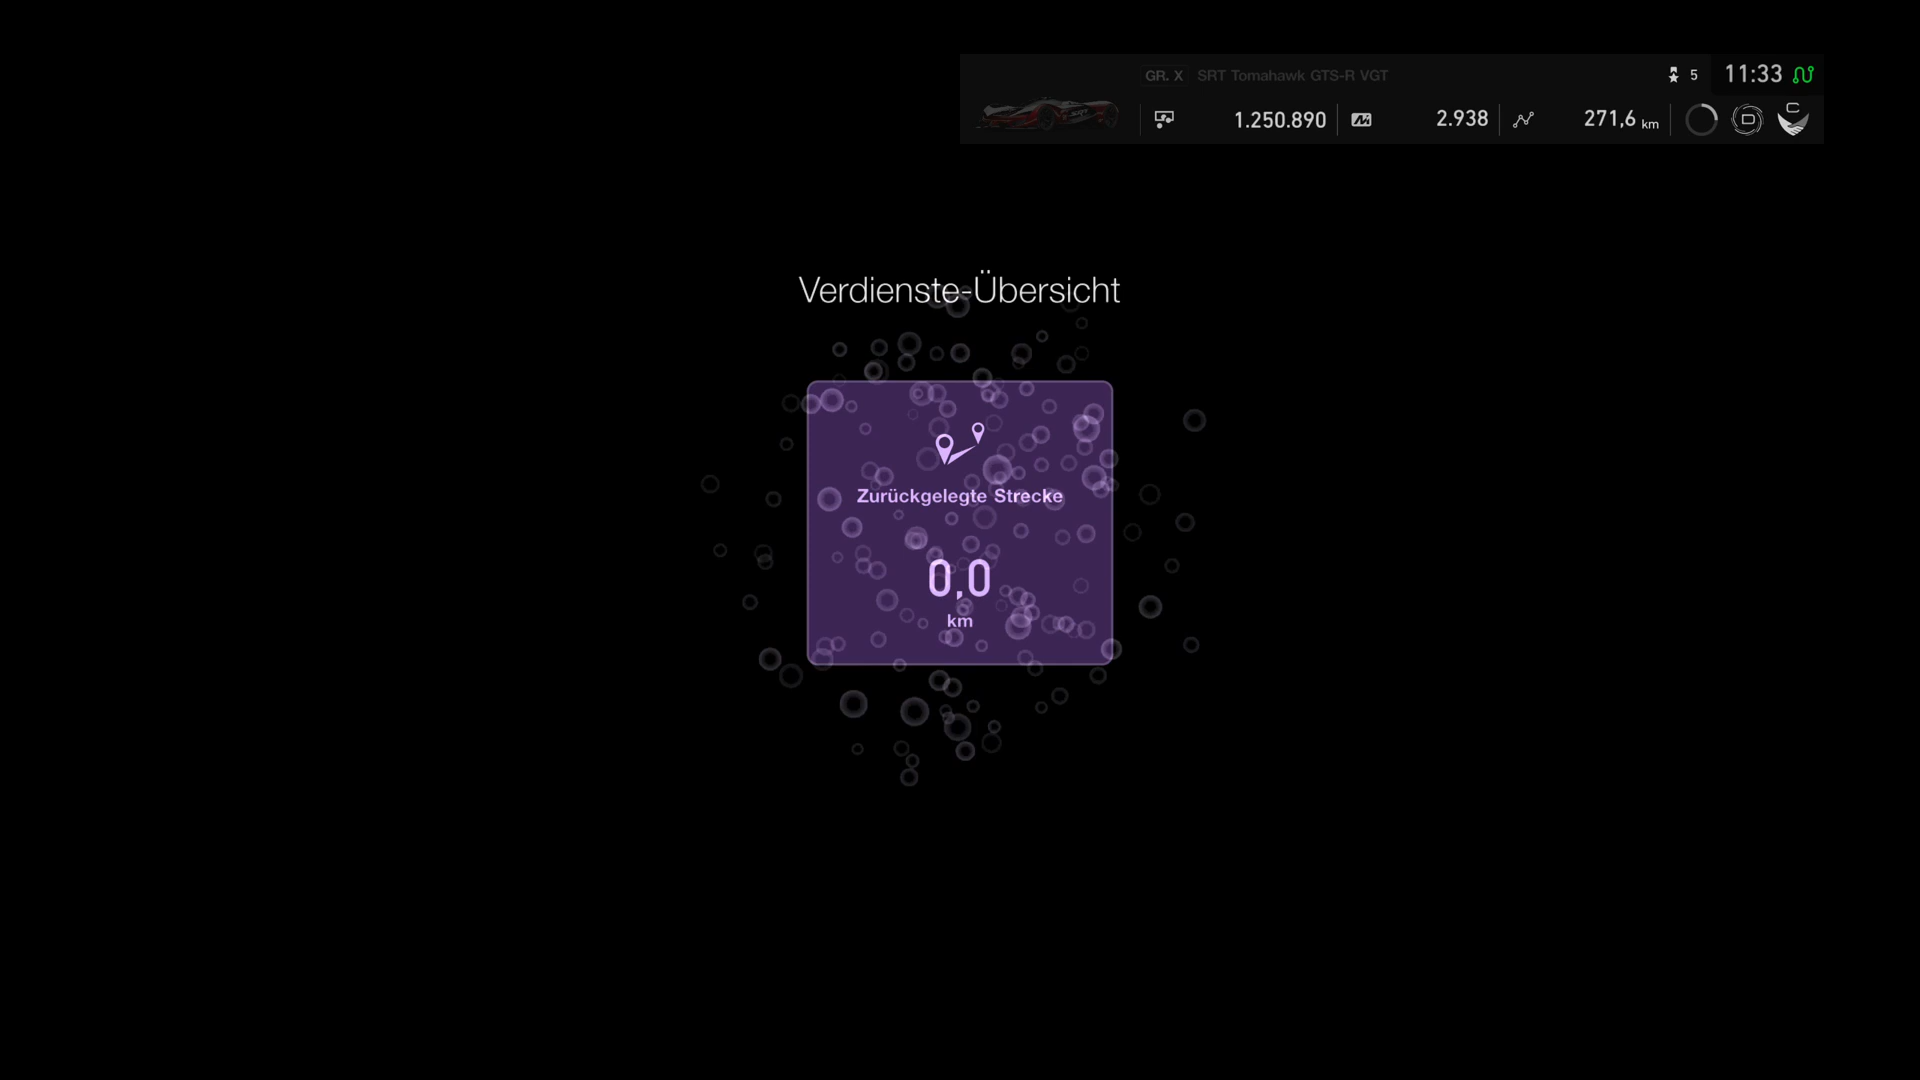 GR. X SRT Tomahawk GTS-R VGT 5 11:33
1.250.890 2.938 271,6 km D C
Verdienste-Übersicht
Zurückgelegte Strecke
0,0
km